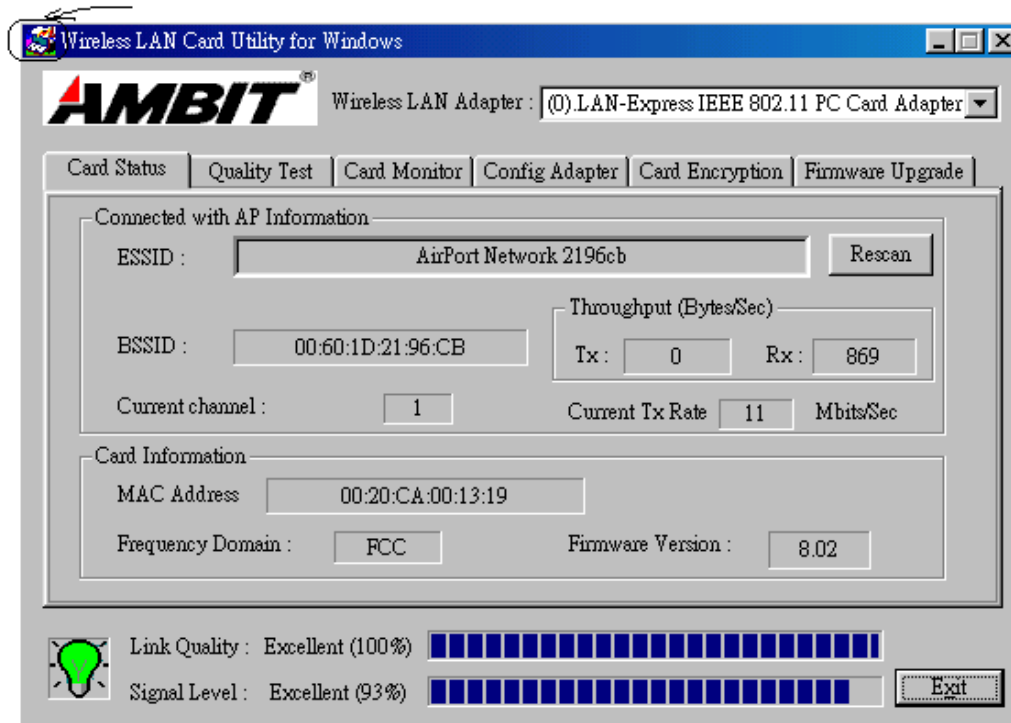 Wireless LAN Card Utility for Windows
AMBIT®
Wireless LAN Adapter : (0).LAN-Express IEEE 802.11 PC Card Adapter
Card Status Quality Test Card Monitor Config Adapter Card Encryption Firmware Upgrade
Connected with AP Information
ESSID : AirPort Network 2196cb Rescan
Throughput (Bytes/Sec)
BSSID : 00:60:1D:21:96:CB Tx : 0 Rx : 869
Current channel : 1 Current Tx Rate 11 Mbits/Sec
Card Information
MAC Address 00:20:CA:00:13:19
Frequency Domain : FCC Firmware Version : 8.02
Link Quality : Excellent (100%)
Signal Level : Excellent (93%) Exit